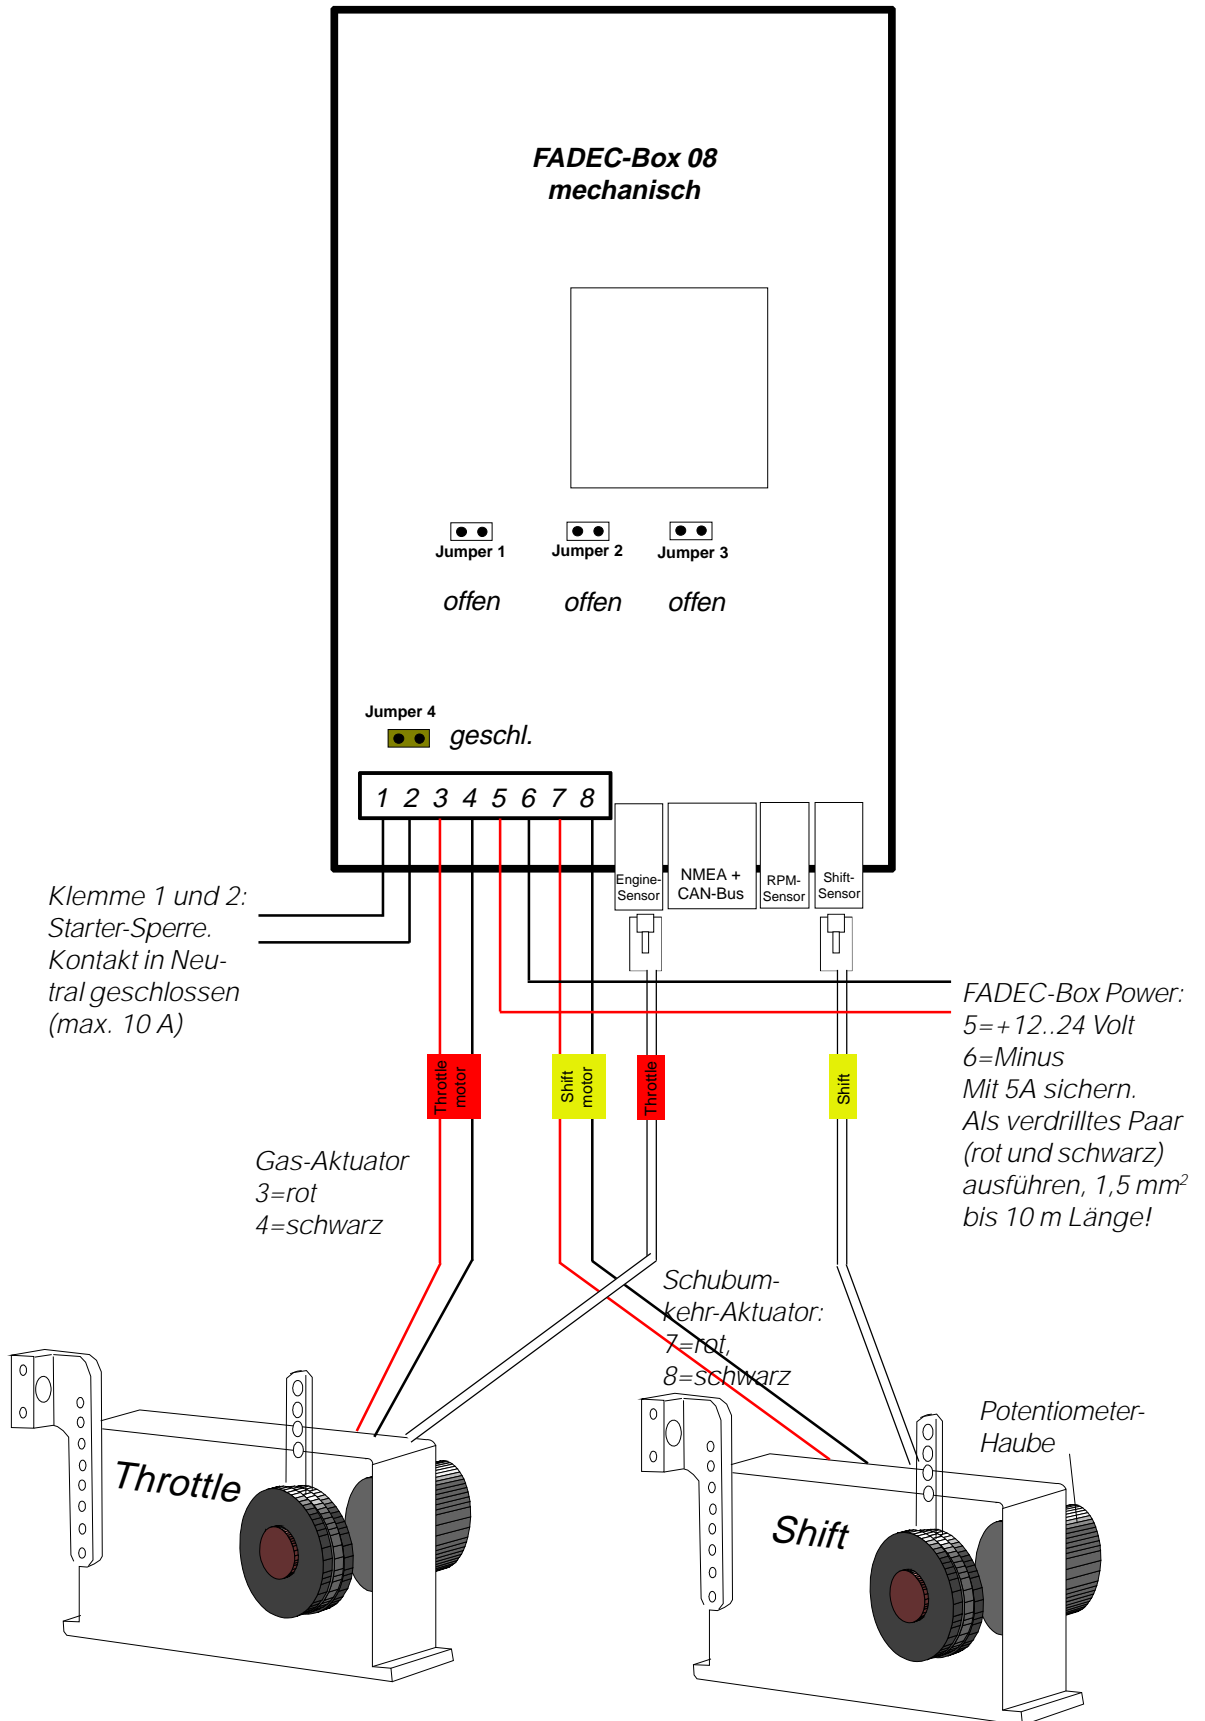 FADEC-Box 08
mechanisch
Jumper 1
Jumper 2
Jumper 3
offen
offen
offen
Jumper 4
geschl.
1 2 3 4 5 6 7 8
Engine-
Sensor
NMEA +
CAN-Bus
RPM-
Sensor
Shift-
Sensor
Klemme 1 und 2:
Starter-Sperre.
Kontakt in Neu-
tral geschlossen
(max. 10 A)
FADEC-Box Power:
5=+12..24 Volt
6=Minus
Mit 5A sichern.
Als verdrilltes Paar
(rot und schwarz)
ausführen, 1,5 mm²
bis 10 m Länge!
Throttle
motor
Shift
motor
Throttle
Shift
Gas-Aktuator
3=rot
4=schwarz
Schubum-
kehr-Aktuator:
7=rot,
8=schwarz
Potentiometer-
Haube
Throttle
Shift